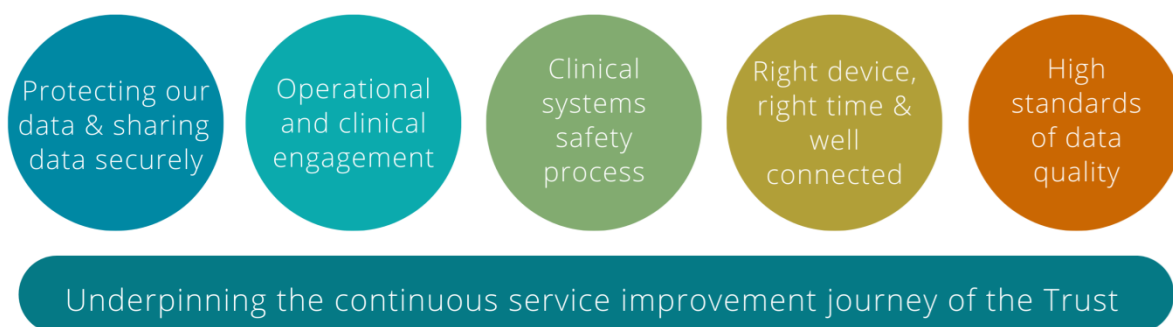 Protecting our
data & sharing
data securely
Operational
and clinical
engagement
Clinical
systems
safety
process
Right device,
right time &
well
connected
High
standards
of data
quality
Underpinning the continuous service improvement journey of the Trust